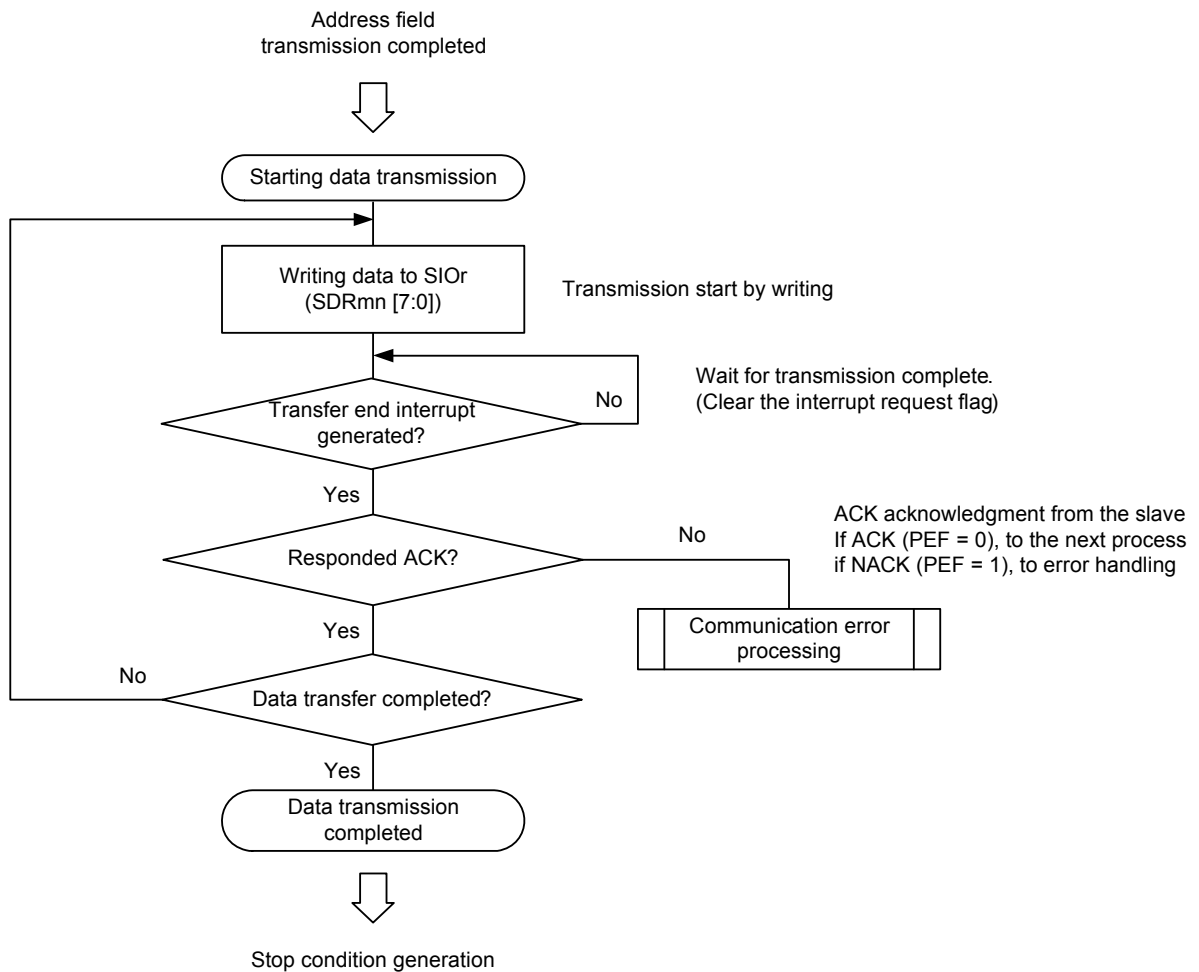 Address field
transmission completed
Starting data transmission
Writing data to SIOr
(SDRmn [7:0])
Transmission start by writing
Transfer end interrupt
generated?
No
Wait for transmission complete.
(Clear the interrupt request flag)
Yes
Responded ACK?
No
ACK acknowledgment from the slave
If ACK (PEF = 0), to the next process
if NACK (PEF = 1), to error handling
Communication error
processing
Yes
Data transfer completed?
No
Yes
Data transmission
completed
Stop condition generation